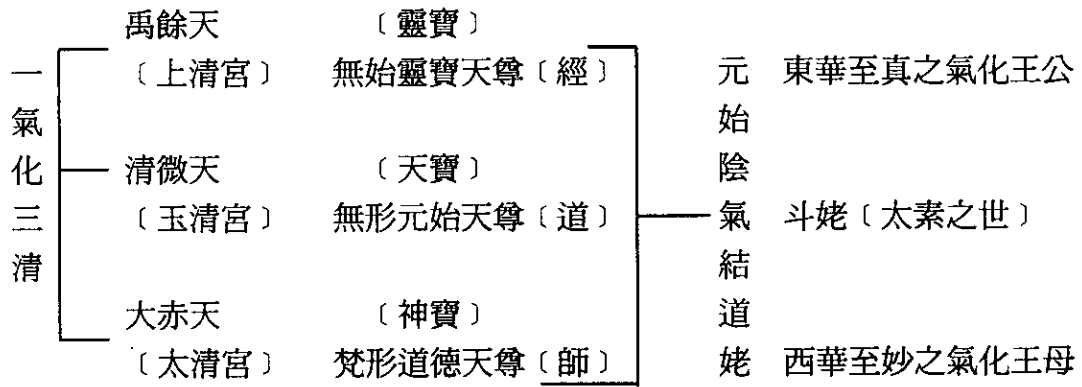 一氣化三清
禹餘天 〔靈寶〕
〔上清宮〕 無始靈寶天尊〔經〕
清微天 〔天寶〕
〔玉清宮〕 無形元始天尊〔道〕
大赤天 〔神寶〕
〔太清宮〕 梵形道德天尊〔師〕
元始陰氣結道姥
東華至真之氣化王公
斗姥〔太素之世〕
西華至妙之氣化王母